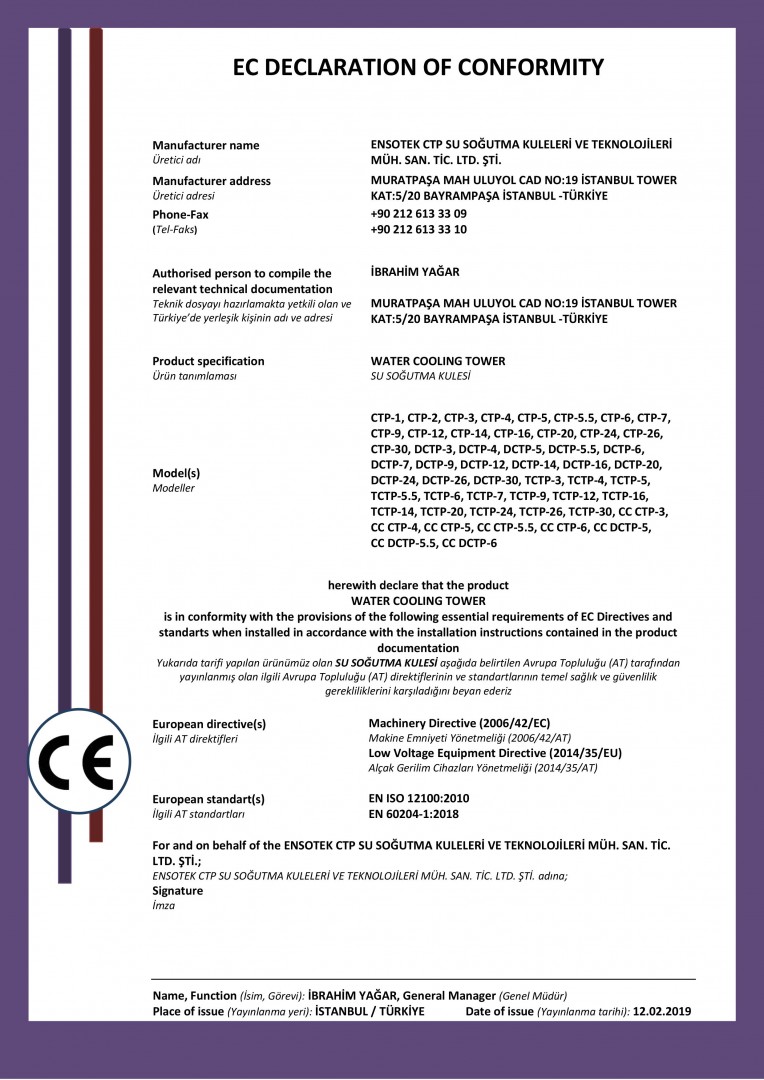 EC DECLARATION OF CONFORMITY
Manufacturer name
Üretici adı
ENSOTEK CTP SU SOĞUTMA KULELERİ VE TEKNOLOJİLERİ
MÜH. SAN. TİC. LTD. ŞTİ.
Manufacturer address
Üretici adresi
MURATPAŞA MAH ULUYOL CAD NO:19 İSTANBUL TOWER
KAT:5/20 BAYRAMPAŞA İSTANBUL -TÜRKİYE
Phone-Fax
(Tel-Faks)
+90 212 613 33 09
+90 212 613 33 10
Authorised person to compile the
relevant technical documentation
Teknik dosyayı hazırlamakta yetkili olan ve
Türkiye’de yerleşik kişinin adı ve adresi
İBRAHİM YAĞAR
MURATPAŞA MAH ULUYOL CAD NO:19 İSTANBUL TOWER
KAT:5/20 BAYRAMPAŞA İSTANBUL -TÜRKİYE
Product specification
Ürün tanımlaması
WATER COOLING TOWER
SU SOĞUTMA KULESİ
Model(s)
Modeller
CTP-1, CTP-2, CTP-3, CTP-4, CTP-5, CTP-5.5, CTP-6, CTP-7,
CTP-9, CTP-12, CTP-14, CTP-16, CTP-20, CTP-24, CTP-26,
CTP-30, DCTP-3, DCTP-4, DCTP-5, DCTP-5.5, DCTP-6,
DCTP-7, DCTP-9, DCTP-12, DCTP-14, DCTP-16, DCTP-20,
DCTP-24, DCTP-26, DCTP-30, TCTP-3, TCTP-4, TCTP-5,
TCTP-5.5, TCTP-6, TCTP-7, TCTP-9, TCTP-12, TCTP-16,
TCTP-14, TCTP-20, TCTP-24, TCTP-26, TCTP-30, CC CTP-3,
CC CTP-4, CC CTP-5, CC CTP-5.5, CC CTP-6, CC DCTP-5,
CC DCTP-5.5, CC DCTP-6
herewith declare that the product
WATER COOLING TOWER
is in conformity with the provisions of the following essential requirements of EC Directives and
standarts when installed in accordance with the installation instructions contained in the product
documentation
Yukarıda tarifi yapılan ürünümüz olan SU SOĞUTMA KULESİ aşağıda belirtilen Avrupa Topluluğu (AT) tarafından
yayınlanmış olan ilgili Avrupa Topluluğu (AT) direktiflerinin ve standartlarının temel sağlık ve güvenlilik
gerekliliklerini karşıladığını beyan ederiz
European directive(s)
İlgili AT direktifleri
Machinery Directive (2006/42/EC)
Makine Emniyeti Yönetmeliği (2006/42/AT)
Low Voltage Equipment Directive (2014/35/EU)
Alçak Gerilim Cihazları Yönetmeliği (2014/35/AT)
CE
European standart(s)
İlgili AT standartları
EN ISO 12100:2010
EN 60204-1:2018
For and on behalf of the ENSOTEK CTP SU SOĞUTMA KULELERİ VE TEKNOLOJİLERİ MÜH. SAN. TİC.
LTD. ŞTİ.;
ENSOTEK CTP SU SOĞUTMA KULELERİ VE TEKNOLOJİLERİ MÜH. SAN. TİC. LTD. ŞTİ. adına;
Signature
İmza
Name, Function (İsim, Görevi): İBRAHİM YAĞAR, General Manager (Genel Müdür)
Place of issue (Yayınlanma yeri): İSTANBUL / TÜRKİYE Date of issue (Yayınlanma tarihi): 12.02.2019